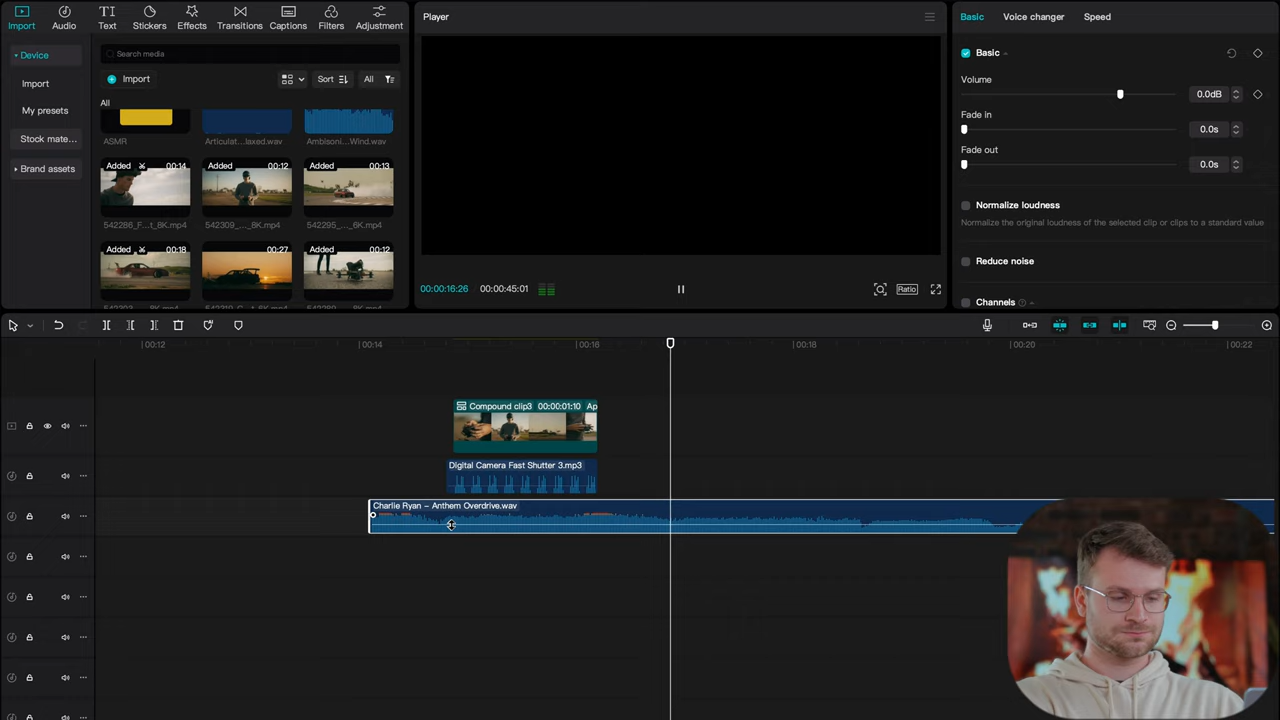 Import Audio Text Stickers Effects Transitions Captions Filters Adjustment
Device
Import
My presets
Stock mate...
Brand assets
Search media
Import
Sort
All
All
ASMR
Articulat...laxed.wav
Ambisoni...Wind.wav
Added 00:14
Added 00:12
Added 00:13
542286_F...t_8K.mp4
542309_..._8K.mp4
542295_..._6K.mp4
Added 00:18
00:27
Added 00:12
Player
00:00:16:26 00:00:45:01
Ratio
Basic Voice changer Speed
Basic
Volume
0.0dB
Fade in
0.0s
Fade out
0.0s
Normalize loudness
Normalize the original loudness of the selected clip or clips to a standard value
Reduce noise
Channels
00:12 00:14 00:16 00:18 00:20 00:22
Compound clip3 00:00:01:10 Ap
Digital Camera Fast Shutter 3.mp3
Charlie Ryan – Anthem Overdrive.wav